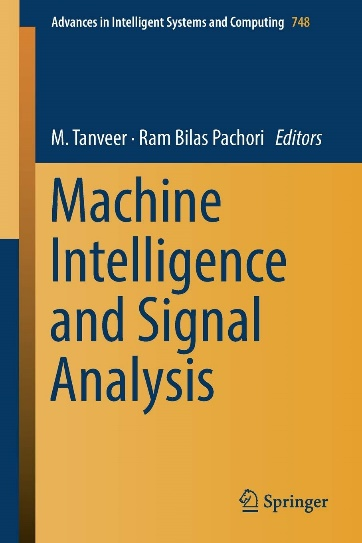 Advances in Intelligent Systems and Computing 748
M. Tanveer · Ram Bilas Pachori Editors
Machine
Intelligence
and Signal
Analysis
Springer